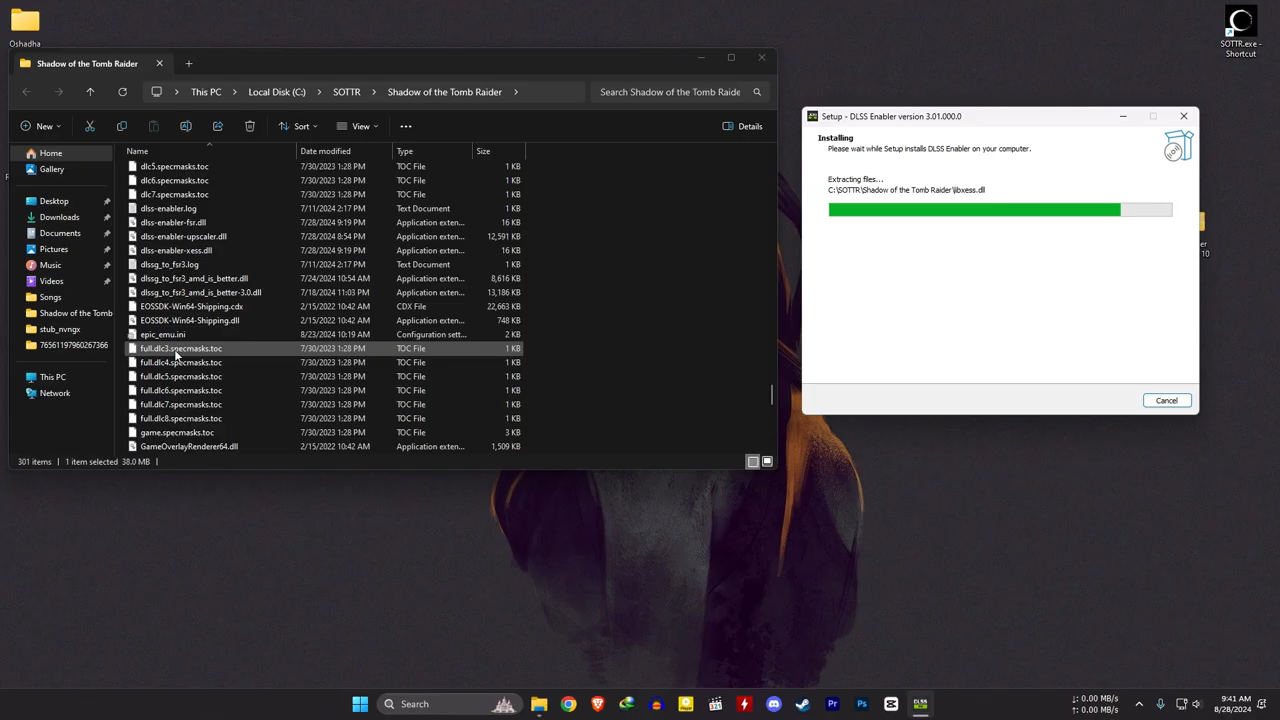 Oshadha
SOTTR.exe -
Shortcut
Shadow of the Tomb Raider
This PC
Local Disk (C:)
SOTTR
Shadow of the Tomb Raider
Search Shadow of the Tomb Raide
New
Sort
View
Details
Home
Gallery
Desktop
Downloads
Documents
Pictures
Music
Videos
Songs
Shadow of the Tomb
stub_nvngx
76561197960267366
This PC
Network
Name Date modified Type Size
dlc5.specmasks.toc 7/30/2023 1:28 PM TOC File 1 KB
dlc6.specmasks.toc 7/30/2023 1:28 PM TOC File 1 KB
dlc7.specmasks.toc 7/30/2023 1:28 PM TOC File 1 KB
dlss-enabler.log 7/11/2024 2:17 PM Text Document 1 KB
dlss-enabler-fsr.dll 7/28/2024 9:19 PM Application exten... 16 KB
dlss-enabler-upscaler.dll 7/28/2024 8:54 PM Application exten... 12,591 KB
dlss-enabler-xess.dll 7/28/2024 9:19 PM Application exten... 16 KB
dlssg_to_fsr3.log 7/11/2024 2:17 PM Text Document 1 KB
dlssg_to_fsr3_amd_is_better.dll 7/24/2024 10:54 AM Application exten... 8,616 KB
dlssg_to_fsr3_amd_is_better-3.0.dll 7/18/2024 11:03 PM Application exten... 13,186 KB
EOSSDK-Win64-Shipping.cdx 2/15/2022 10:42 AM CDX File 22,663 KB
EOSSDK-Win64-Shipping.dll 2/15/2022 10:42 AM Application exten... 748 KB
epic_emu.ini 8/23/2024 10:19 AM Configuration sett... 2 KB
full.dlc3.specmasks.toc 7/30/2023 1:28 PM TOC File 1 KB
full.dlc4.specmasks.toc 7/30/2023 1:28 PM TOC File 1 KB
full.dlc5.specmasks.toc 7/30/2023 1:28 PM TOC File 1 KB
full.dlc6.specmasks.toc 7/30/2023 1:28 PM TOC File 1 KB
full.dlc7.specmasks.toc 7/30/2023 1:28 PM TOC File 1 KB
full.dlc8.specmasks.toc 7/30/2023 1:28 PM TOC File 1 KB
game.specmasks.toc 7/30/2023 1:28 PM TOC File 3 KB
GameOverlayRenderer64.dll 2/15/2022 10:42 AM Application exten... 1,509 KB
301 items 1 item selected 38.0 MB
Setup - DLSS Enabler version 3.01.000.0
Installing
Please wait while Setup installs DLSS Enabler on your computer.
Extracting files...
C:\SOTTR\Shadow of the Tomb Raider\libxess.dll
Cancel
Search
↓: 0.00 MB/s
↑: 0.00 MB/s
9:41 AM
8/28/2024